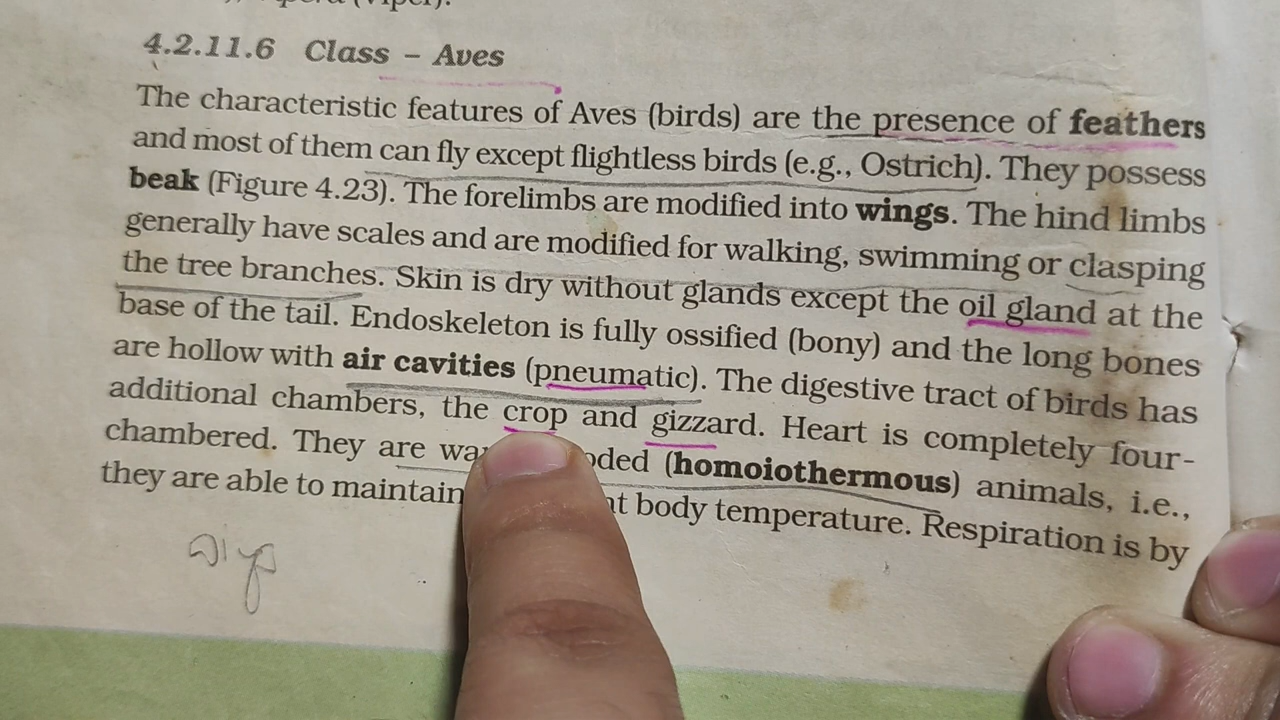 (Viper).
4.2.11.6 Class – Aves
The characteristic features of Aves (birds) are the presence of feathers
and most of them can fly except flightless birds (e.g., Ostrich). They possess
beak (Figure 4.23). The forelimbs are modified into wings. The hind limbs
generally have scales and are modified for walking, swimming or clasping
the tree branches. Skin is dry without glands except the oil gland at the
base of the tail. Endoskeleton is fully ossified (bony) and the long bones
are hollow with air cavities (pneumatic). The digestive tract of birds has
additional chambers, the crop and gizzard. Heart is completely four-
chambered. They are (homoiothermous) animals, i.e.,
they are able to maintain body temperature. Respiration is by